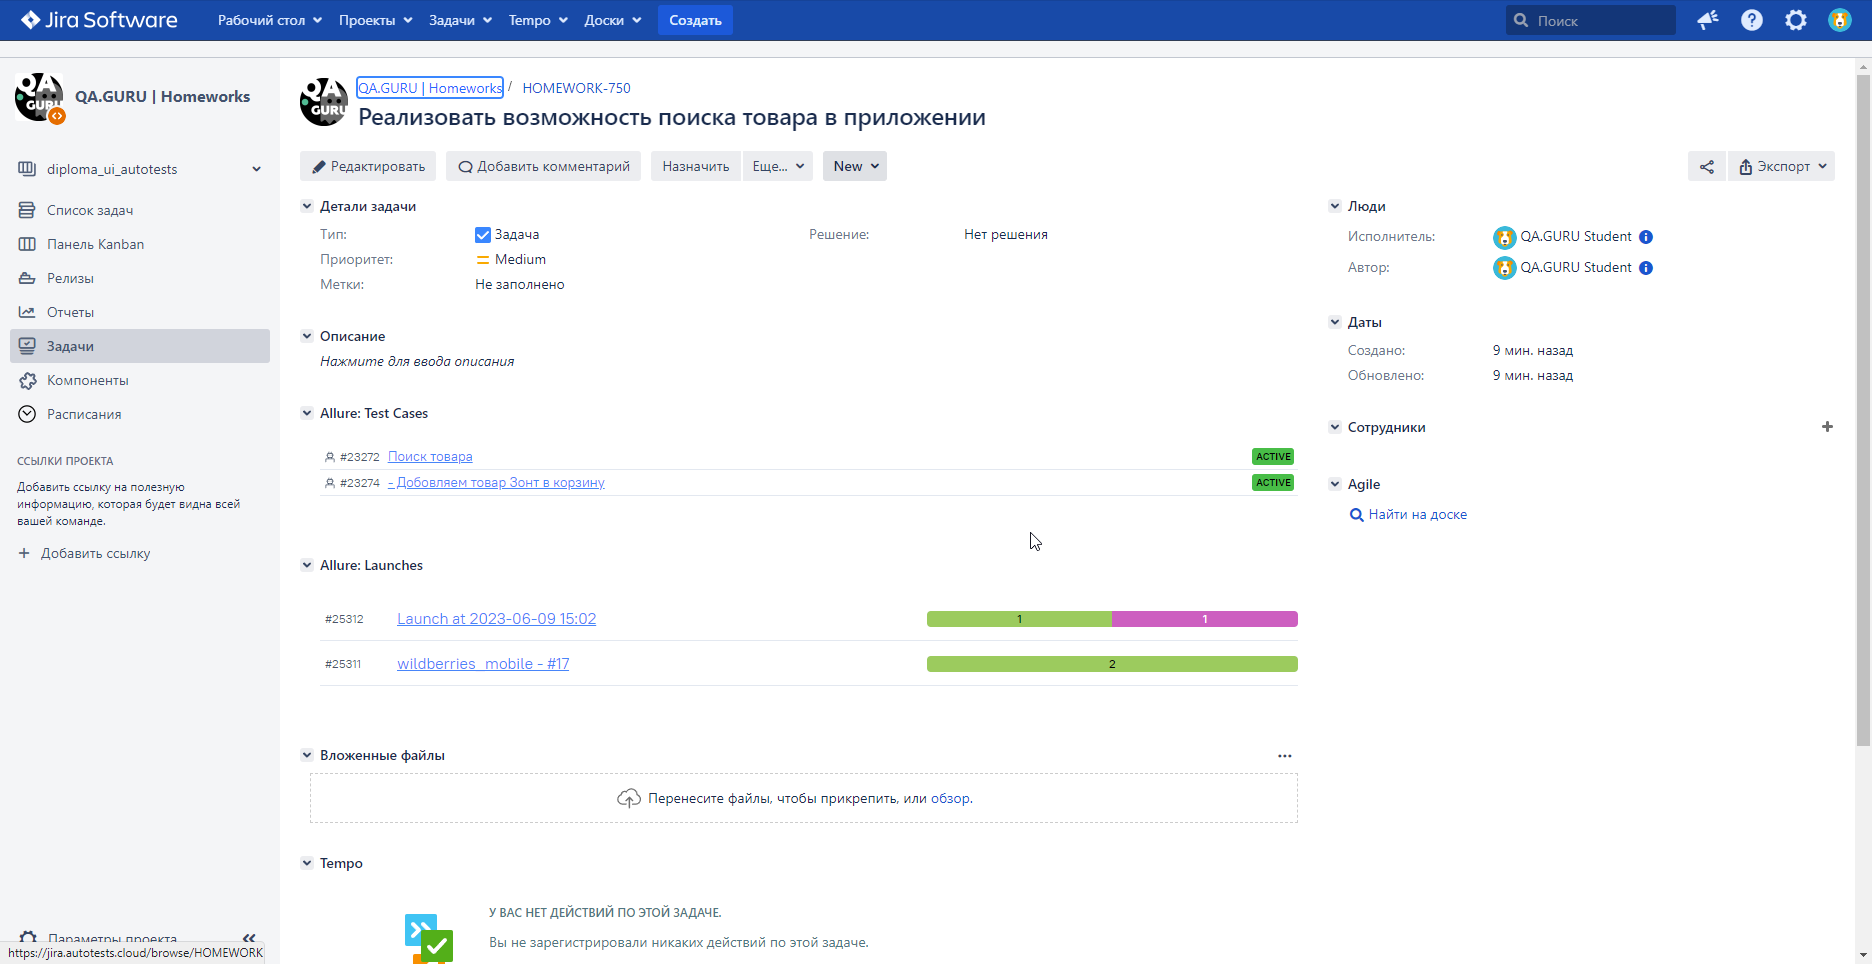 Jira Software
Рабочий стол Проекты Задачи Tempo Доски Создать Поиск
QA GURU
QA.GURU | Homeworks
diploma_ui_autotests
Список задач
Панель Kanban
Релизы
Отчеты
Задачи
Компоненты
Расписания
ССЫЛКИ ПРОЕКТА
Добавить ссылку на полезную
информацию, которая будет видна всей
вашей команде.
Добавить ссылку
Параметры проекта
https://jira.autotests.cloud/browse/HOMEWORK
QA GURU
QA.GURU | Homeworks / HOMEWORK-750
Реализовать возможность поиска товара в приложении
Редактировать Добавить комментарий Назначить Еще... New Экспорт
Детали задачи
Тип: Задача Решение: Нет решения
Приоритет: Medium
Метки: Не заполнено
Описание
Нажмите для ввода описания
Allure: Test Cases
#23272 Поиск товара ACTIVE
#23274 - Добовляем товар Зонт в корзину ACTIVE
Allure: Launches
#25312 Launch at 2023-06-09 15:02 1 1
#25311 wildberries_mobile - #17 2
Вложенные файлы
Перенесите файлы, чтобы прикрепить, или обзор.
Tempo
У ВАС НЕТ ДЕЙСТВИЙ ПО ЭТОЙ ЗАДАЧЕ.
Вы не зарегистрировали никаких действий по этой задаче.
Люди
Исполнитель: QA.GURU Student
Автор: QA.GURU Student
Даты
Создано: 9 мин. назад
Обновлено: 9 мин. назад
Сотрудники
Agile
Найти на доске